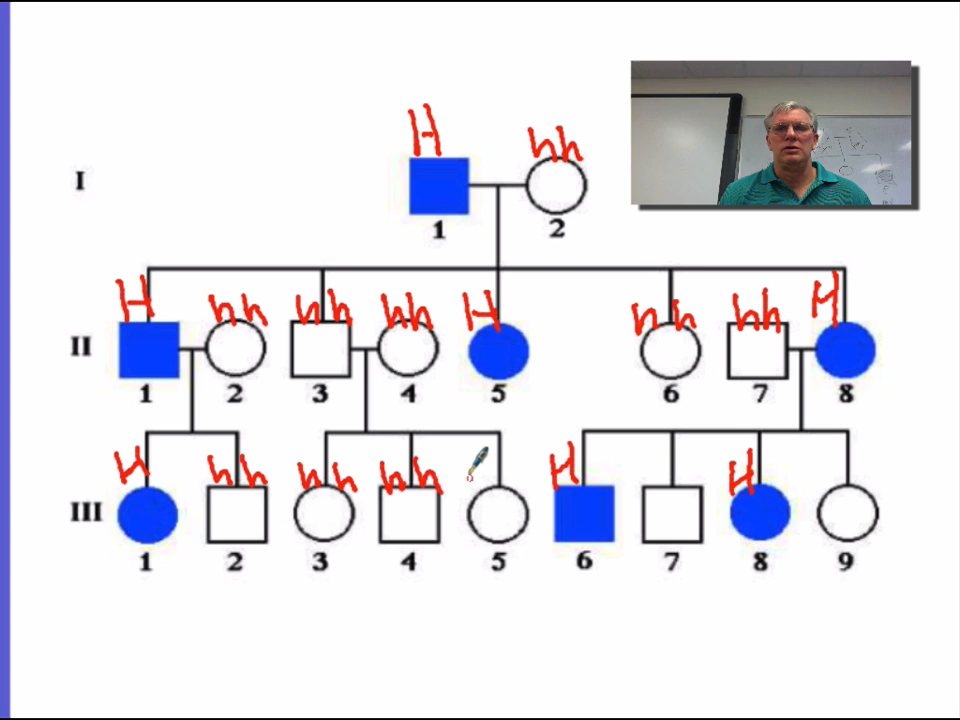 H hh
I
1 2
H hh hh hh H hh hh H
II
1 2 3 4 5 6 7 8
H hh hh hh H H
III
1 2 3 4 5 6 7 8 9